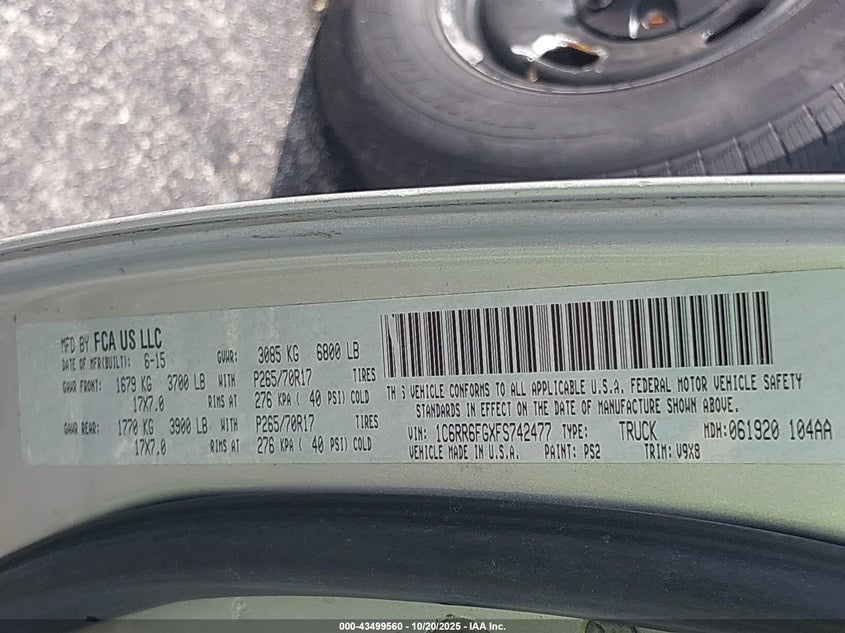 MFD BY FCA US LLC
DATE OF MFR(BUILT): 6-15 GVWR: 3085 KG 6800 LB
GAWR FRONT: 1679 KG 3700 LB WITH P265/70R17 TIRES
17X7.0 RIMS AT 276 KPA ( 40 PSI) COLD
GAWR REAR: 1770 KG 3900 LB WITH P265/70R17 TIRES
17X7.0 RIMS AT 276 KPA ( 40 PSI) COLD
TH S VEHICLE CONFORMS TO ALL APPLICABLE U.S.A. FEDERAL MOTOR VEHICLE SAFETY
STANDARDS IN EFFECT ON THE DATE OF MANUFACTURE SHOWN ABOVE.
VIN: 1C6RR6FGXFS742477 TYPE: TRUCK MDH:061920 104AA
VEHICLE MADE IN U.S.A. PAINT: PS2 TRIM: V9X8
000-43499560 - 10/20/2025 - IAA Inc.